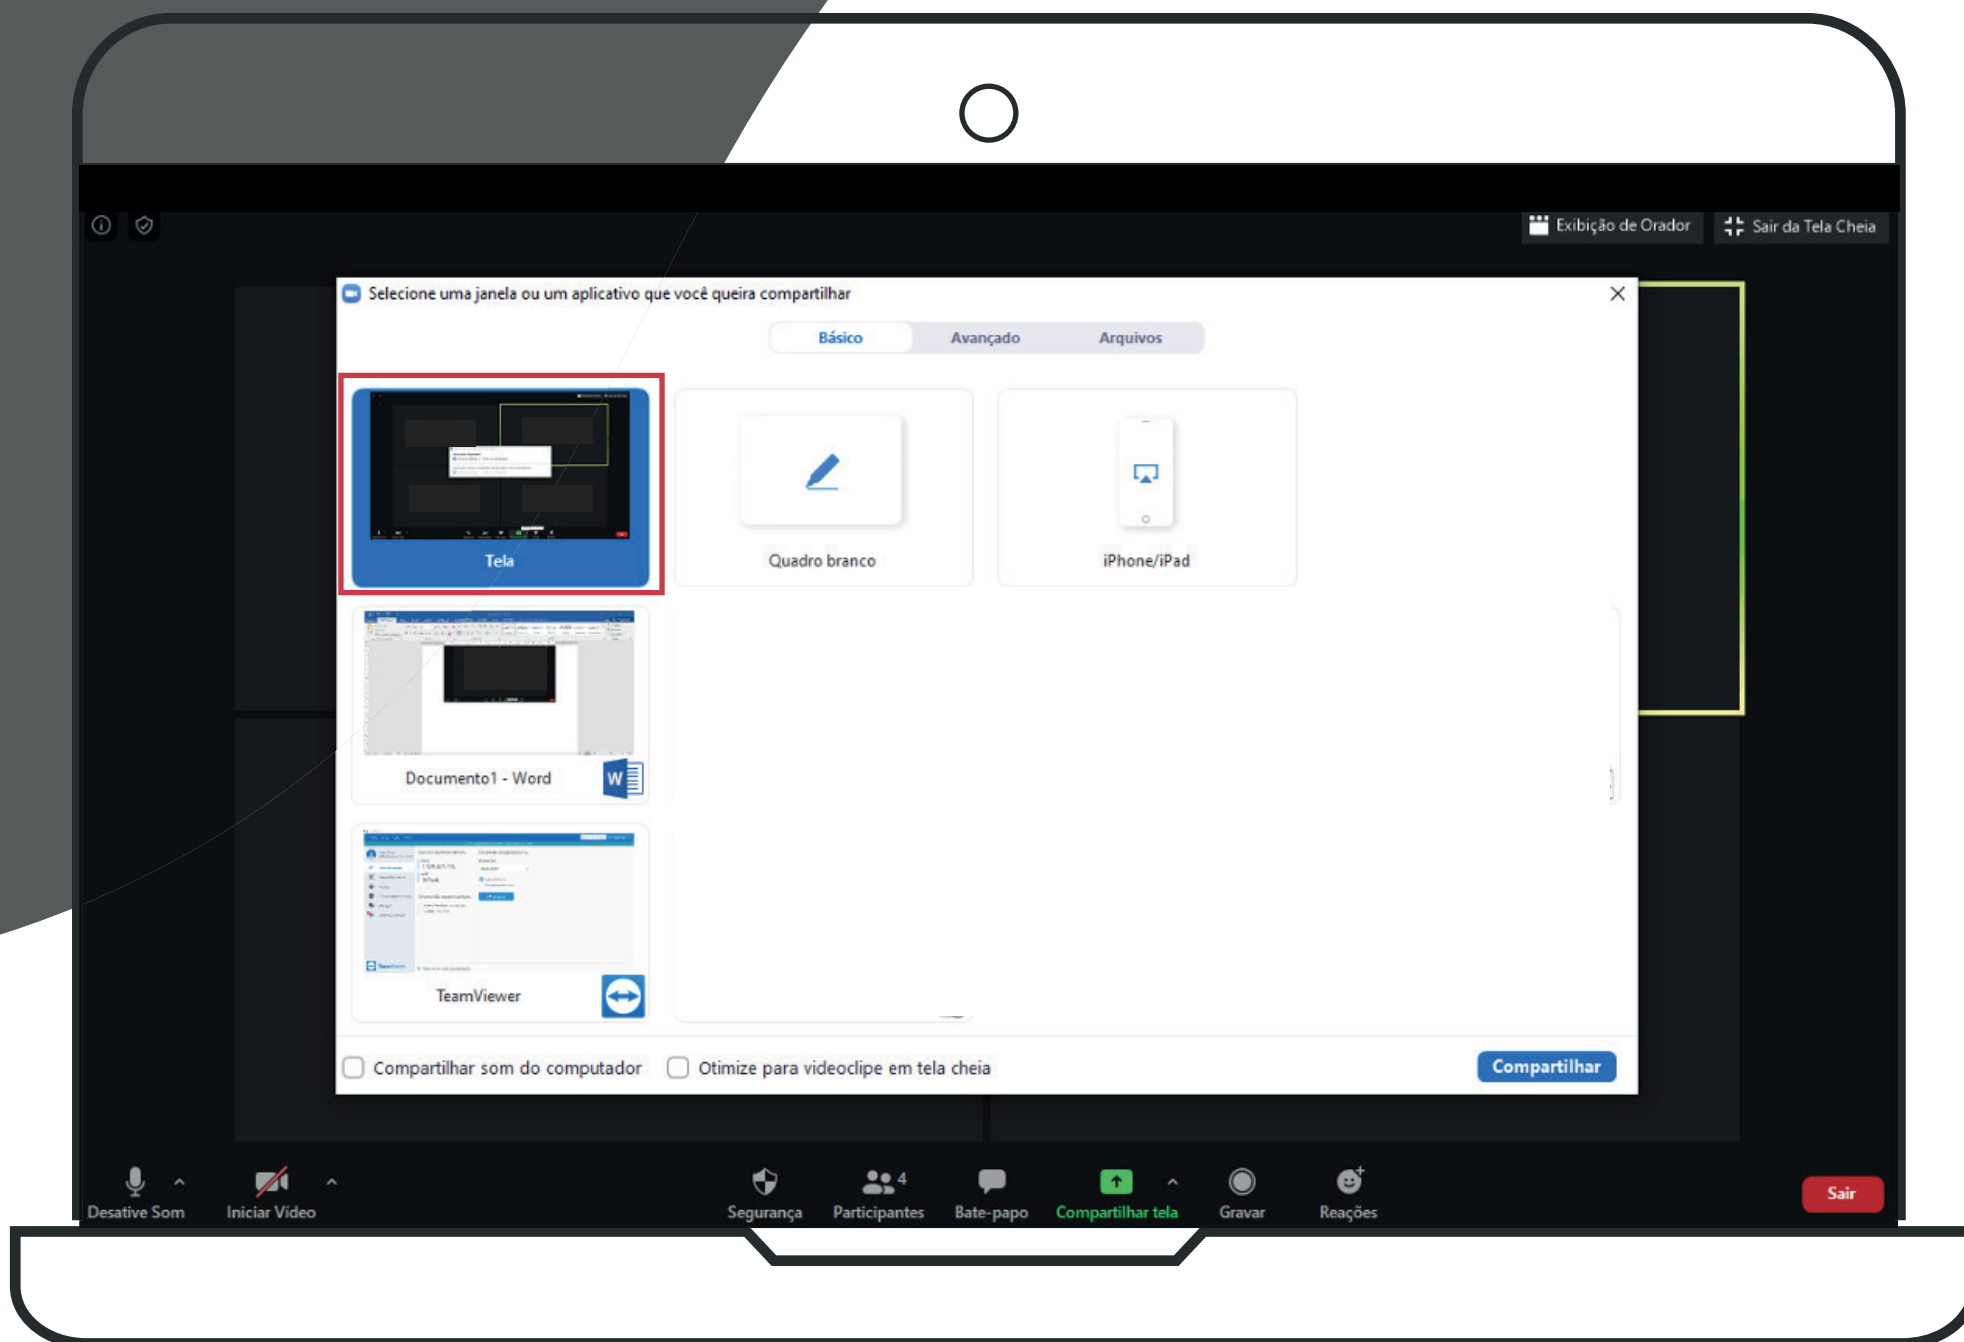 Exibição de Orador
Sair da Tela Cheia
Selecione uma janela ou um aplicativo que você queira compartilhar
Básico
Avançado
Arquivos
Tela
Quadro branco
iPhone/iPad
Documento1 - Word
W
TeamViewer
Compartilhar som do computador
Otimize para videoclipe em tela cheia
Compartilhar
Desative Som
Iniciar Vídeo
Segurança
4
Participantes
Bate-papo
Compartilhar tela
Gravar
Reações
Sair